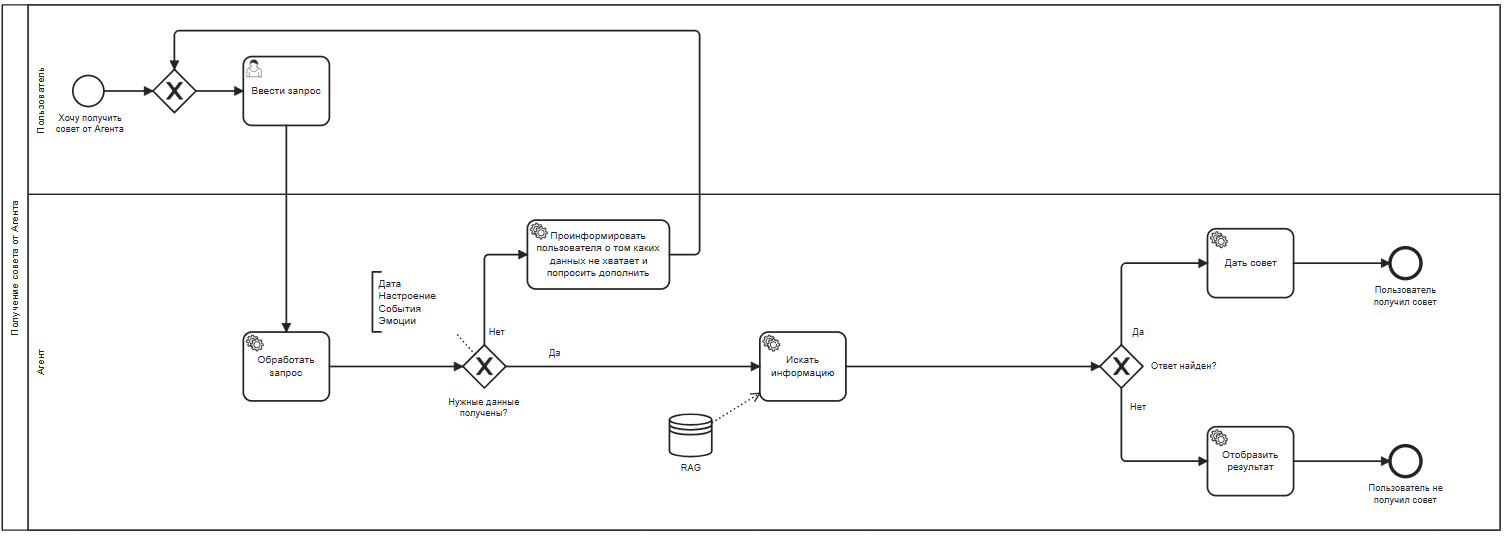 Получение совета от Агента
Пользователь
Хочу получить
совет от Агента
X
Ввести запрос
Агент
Обработать
запрос
Дата
Настроение
События
Эмоции
X
Нужные данные
получены?
Нет
Проинформировать
пользователя о том каких
данных не хватает и
попросить дополнить
Да
Искать
информацию
RAG
X
Ответ найден?
Да
Дать совет
Пользователь
получил совет
Нет
Отобразить
результат
Пользователь не
получил совет